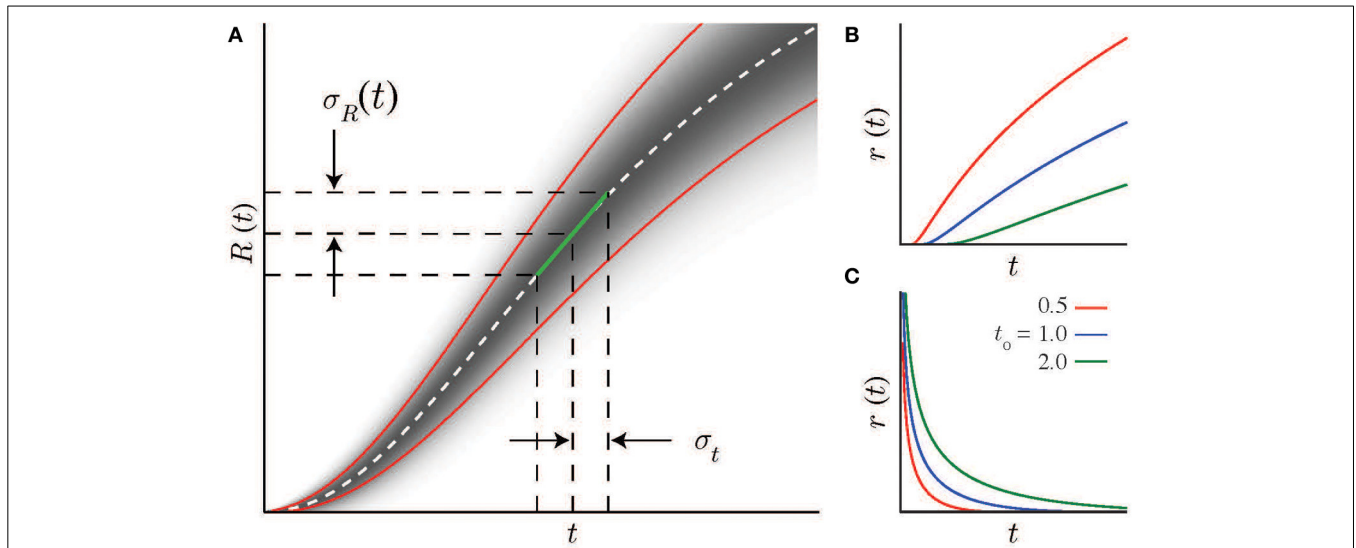 A
σ_R(t)
R (t)
σ_t
t
B
r (t)
t
C
0.5
t_o = 1.0
2.0
r (t)
t